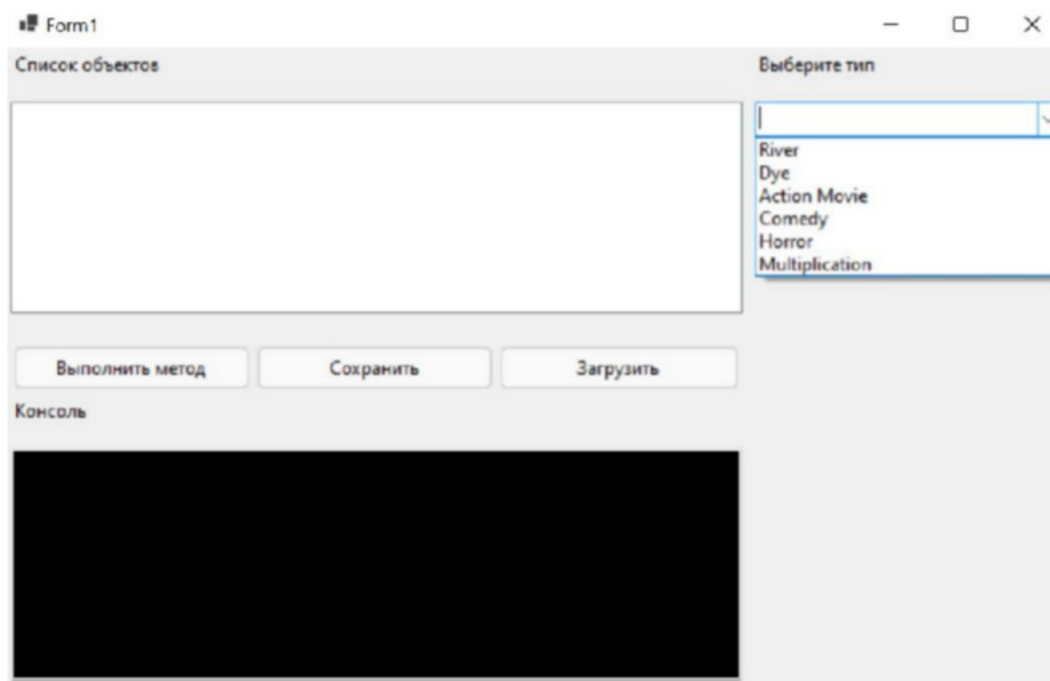 Form1
Список объектов
Выберите тип
River
Dye
Action Movie
Comedy
Horror
Multiplication
Выполнить метод
Сохранить
Загрузить
Консоль